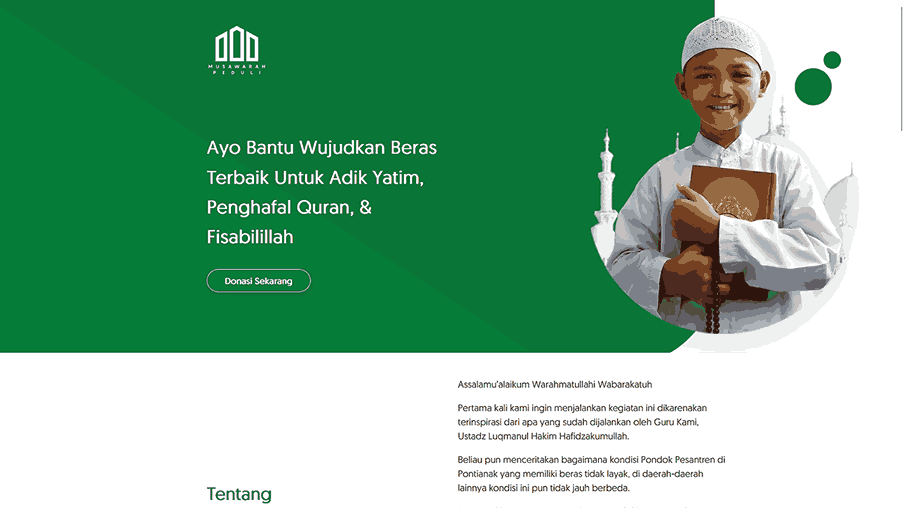 MUSAWARAH
PEDULI
Ayo Bantu Wujudkan Beras
Terbaik Untuk Adik Yatim,
Penghafal Quran, &
Fisabilillah
Donasi Sekarang
Assalamu'alaikum Warahmatullahi Wabarakatuh
Pertama kali kami ingin menjalankan kegiatan ini dikarenakan
terinspirasi dari apa yang sudah dijalankan oleh Guru Kami,
Ustadz Luqmanul Hakim Hafidzakumullah.
Beliau pun menceritakan bagaimana kondisi Pondok Pesantren di
Pontianak yang memiliki beras tidak layak, di daerah-daerah
lainnya kondisi ini pun tidak jauh berbeda.
Tentang